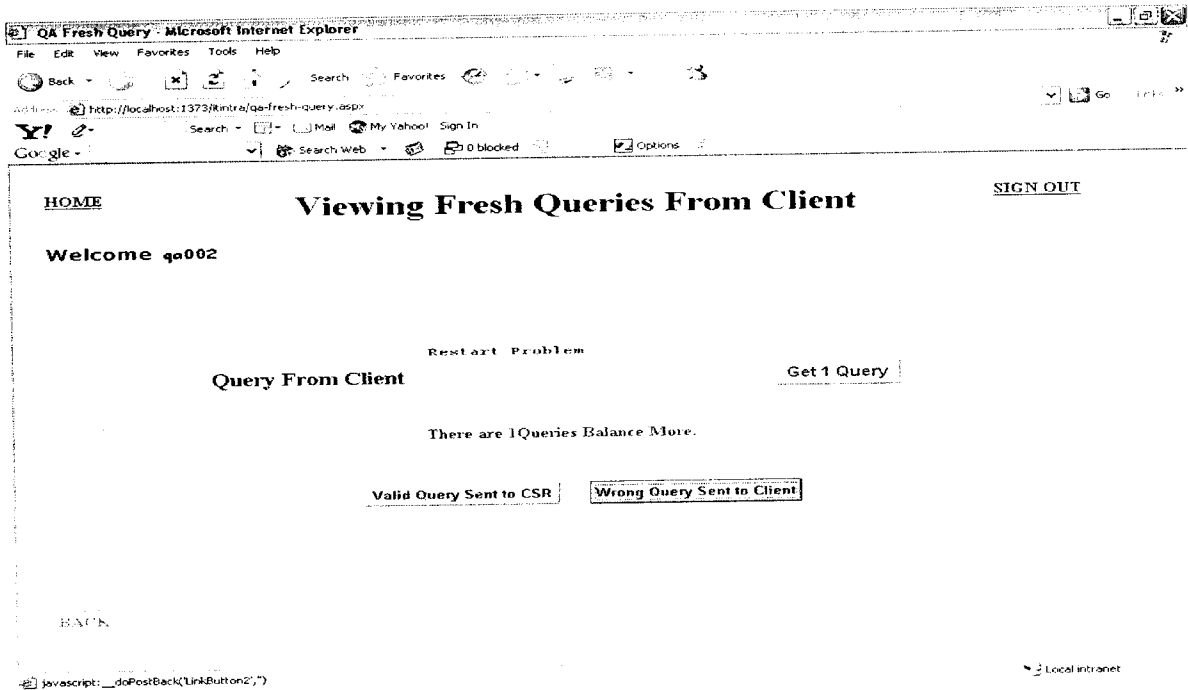 QA Fresh Query - Microsoft Internet Explorer
File Edit View Favorites Tools Help
Back Search Favorites
Address http://localhost:1373/itintra/qa-fresh-query.aspx Go Links »
Y! Search Mail My Yahoo! Sign In
Google Search Web 0 blocked Options
HOME Viewing Fresh Queries From Client SIGN OUT
Welcome qa002
Restart Problem
Query From Client Get 1 Query
There are 1Queries Balance More.
Valid Query Sent to CSR Wrong Query Sent to Client
BACK
javascript:__doPostBack('LinkButton2','') Local intranet